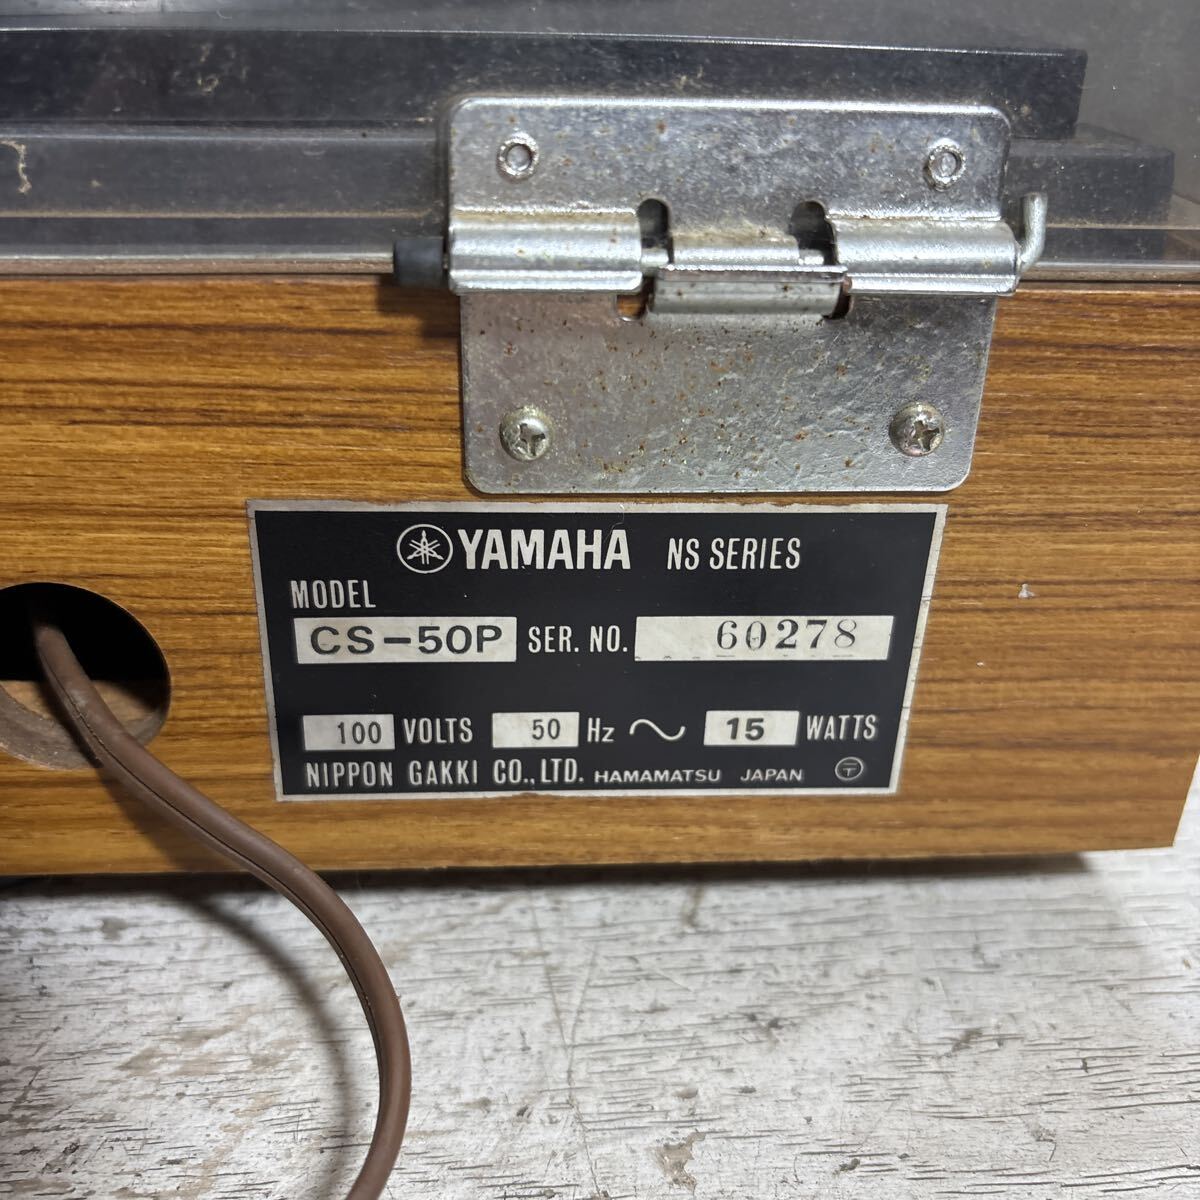 YAMAHA NS SERIES
MODEL
CS-50P SER. NO. 60278
100 VOLTS 50 Hz 15 WATTS
NIPPON GAKKI CO., LTD. HAMAMATSU JAPAN